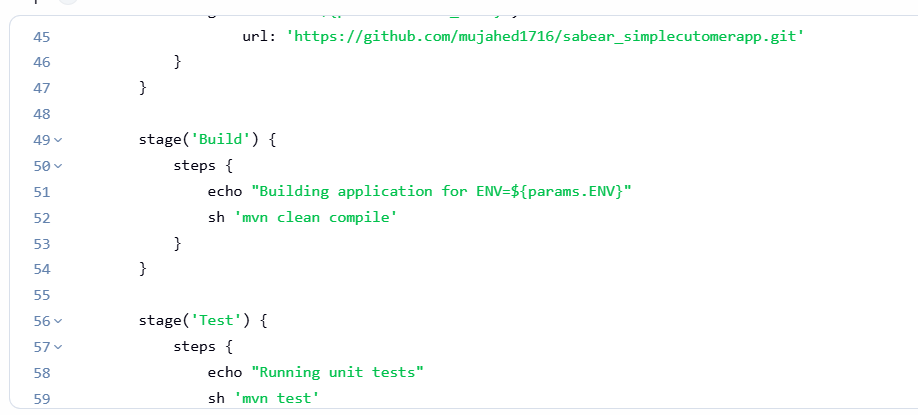 45 url: 'https://github.com/mujahed1716/sabear_simplecutomerapp.git'
46 }
47 }
48
49 stage('Build') {
50 steps {
51 echo "Building application for ENV=${params.ENV}"
52 sh 'mvn clean compile'
53 }
54 }
55
56 stage('Test') {
57 steps {
58 echo "Running unit tests"
59 sh 'mvn test'